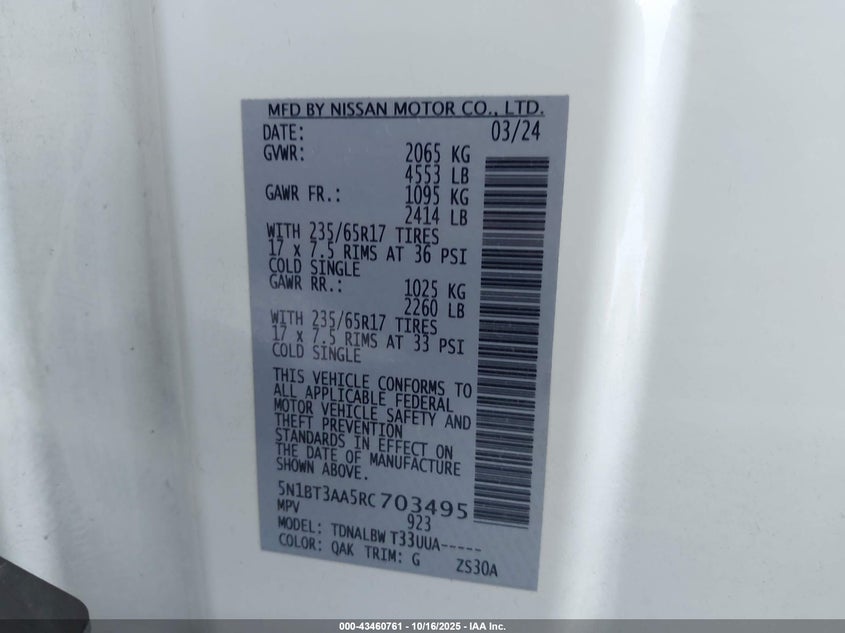 MFD BY NISSAN MOTOR CO., LTD.
DATE: 03/24
GVWR: 2065 KG
4553 LB
GAWR FR.: 1095 KG
2414 LB
WITH 235/65R17 TIRES
17 x 7.5 RIMS AT 36 PSI
COLD SINGLE
GAWR RR.: 1025 KG
2260 LB
WITH 235/65R17 TIRES
17 x 7.5 RIMS AT 33 PSI
COLD SINGLE
THIS VEHICLE CONFORMS TO
ALL APPLICABLE FEDERAL
MOTOR VEHICLE SAFETY AND
THEFT PREVENTION
STANDARDS IN EFFECT ON
THE DATE OF MANUFACTURE
SHOWN ABOVE.
5N1BT3AA5RC703495
MPV 923
MODEL: TDNALBW T33UUA-----
COLOR: QAK TRIM: G ZS30A
000-43460761 - 10/16/2025 - IAA Inc.